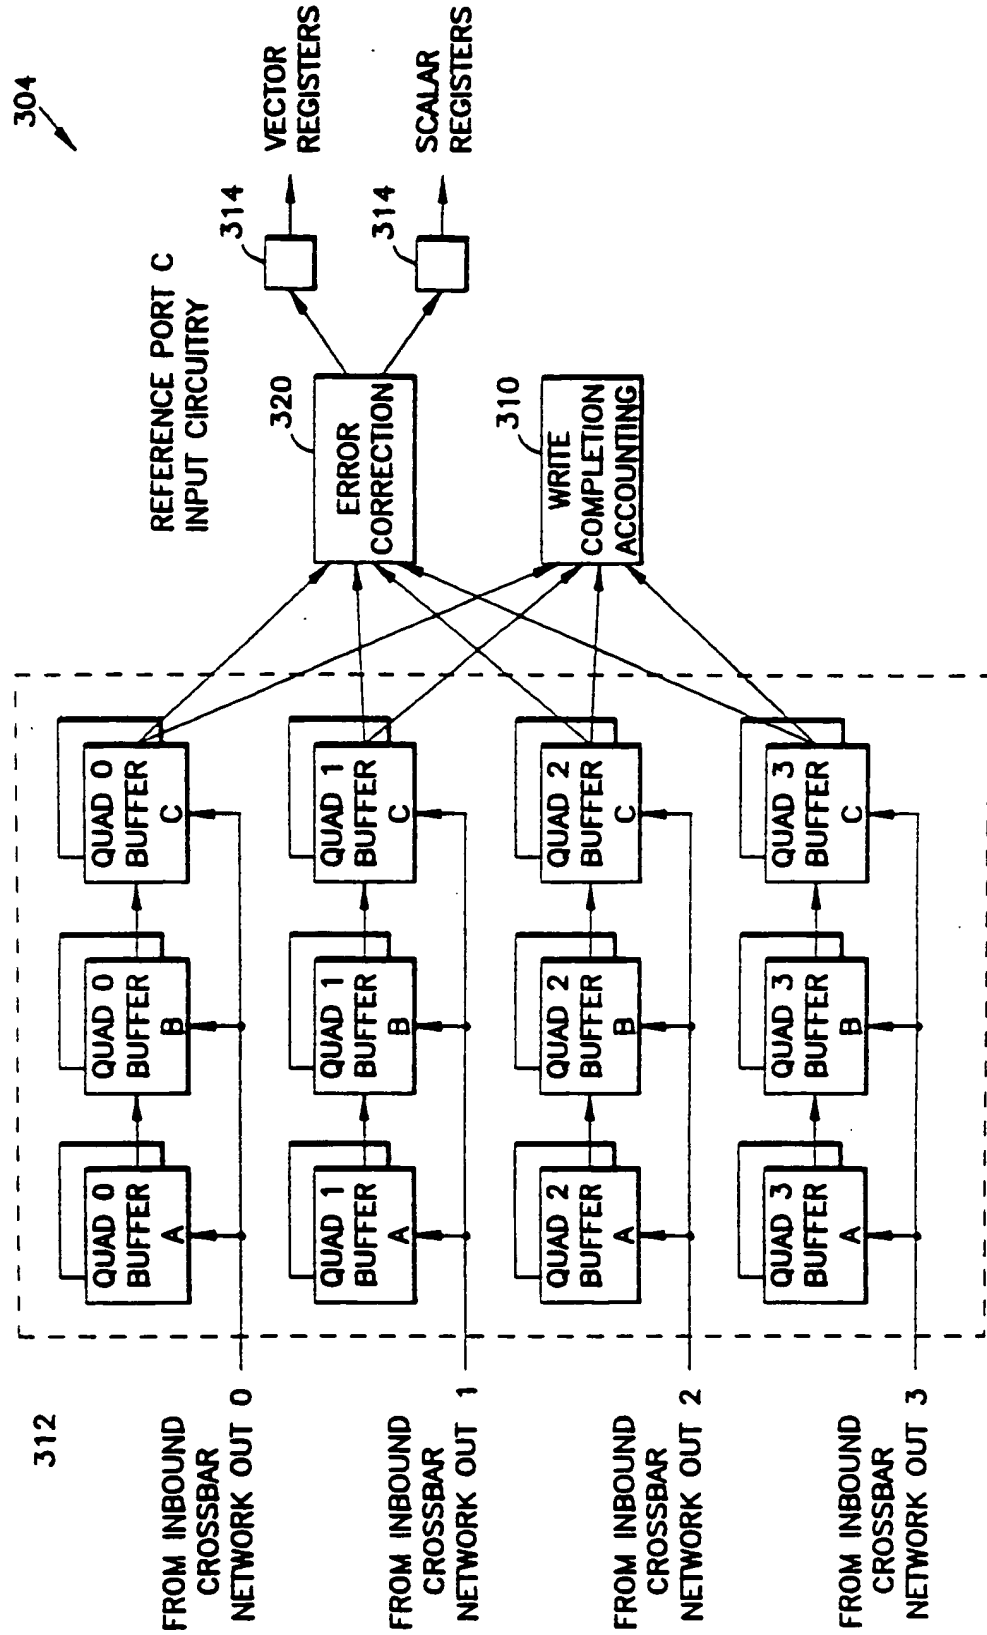 304
REFERENCE PORT C
INPUT CIRCUITRY
312
FROM INBOUND
CROSSBAR
NETWORK OUT 0
QUAD 0
BUFFER
A
QUAD 0
BUFFER
B
QUAD 0
BUFFER
C
FROM INBOUND
CROSSBAR
NETWORK OUT 1
QUAD 1
BUFFER
A
QUAD 1
BUFFER
B
QUAD 1
BUFFER
C
FROM INBOUND
CROSSBAR
NETWORK OUT 2
QUAD 2
BUFFER
A
QUAD 2
BUFFER
B
QUAD 2
BUFFER
C
FROM INBOUND
CROSSBAR
NETWORK OUT 3
QUAD 3
BUFFER
A
QUAD 3
BUFFER
B
QUAD 3
BUFFER
C
320
ERROR
CORRECTION
310
WRITE
COMPLETION
ACCOUNTING
314
VECTOR
REGISTERS
314
SCALAR
REGISTERS